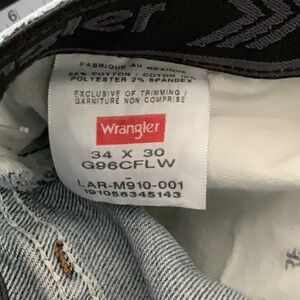 FABRIQUE AU MEXIQUE
COTTON / COTON
POLYESTER 2% SPANDEX
EXCLUSIVE OF TRIMMING /
GARNITURE NON COMPRISE
Wrangler
34 X 30
G96CFLW
-
LAR-M910-001
191056345143